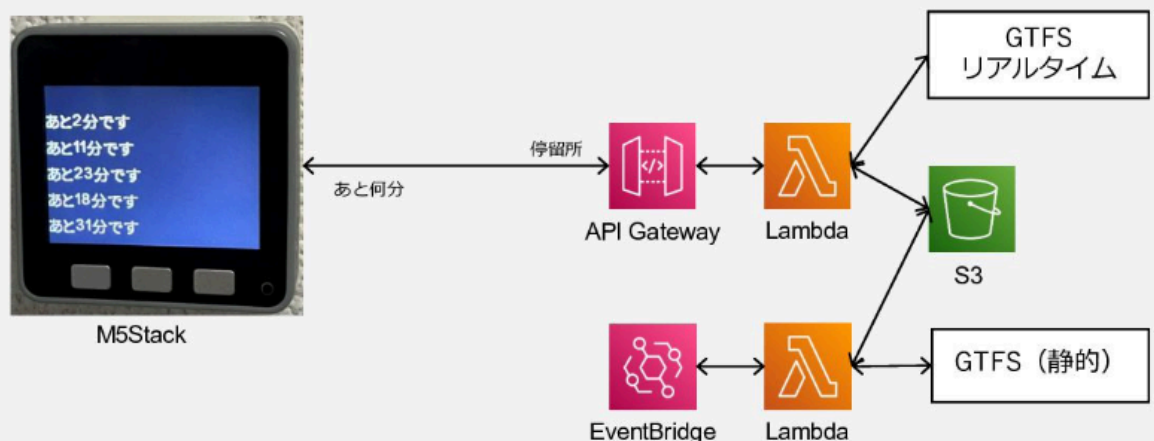 あと2分です
あと11分です
あと23分です
あと18分です
あと31分です
M5Stack
停留所
あと何分
API Gateway
Lambda
GTFS
リアルタイム
S3
EventBridge
Lambda
GTFS（静的）